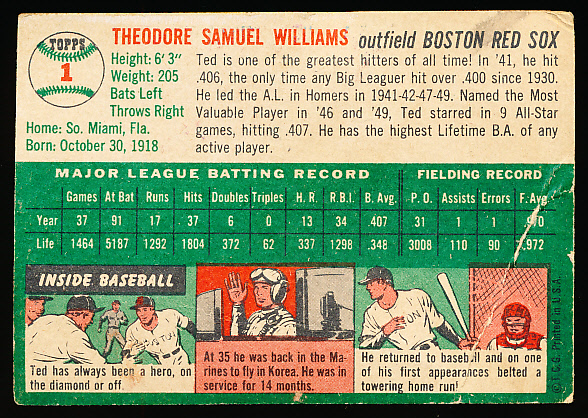 TOPPS
1
THEODORE SAMUEL WILLIAMS outfield BOSTON RED SOX
Height: 6' 3"
Weight: 205
Bats Left
Throws Right
Home: So. Miami, Fla.
Born: October 30, 1918
Ted is one of the greatest hitters of all time! In '41, he hit
.406, the only time any Big Leaguer hit over .400 since 1930.
He led the A.L. in Homers in 1941-42-47-49. Named the Most
Valuable Player in '46 and '49, Ted starred in 9 All-Star
games, hitting .407. He has the highest Lifetime B.A. of any
active player.
MAJOR LEAGUE BATTING RECORD FIELDING RECORD
Games At Bat Runs Hits Doubles Triples H. R. R.B.I. B. Avg. P. O. Assists Errors F. Avg.
Year 37 91 17 37 6 0 13 34 .407 31 1 1 .970
Life 1464 5187 1292 1804 372 62 337 1298 .348 3008 110 90 .972
INSIDE BASEBALL
Ted has always been a hero, on
the diamond or off.
At 35 he was back in the Ma-
rines to fly in Korea. He was in
service for 14 months.
He returned to baseball and on one
of his first appearances belted a
towering home run!
© T.C.G. Printed in U.S.A.